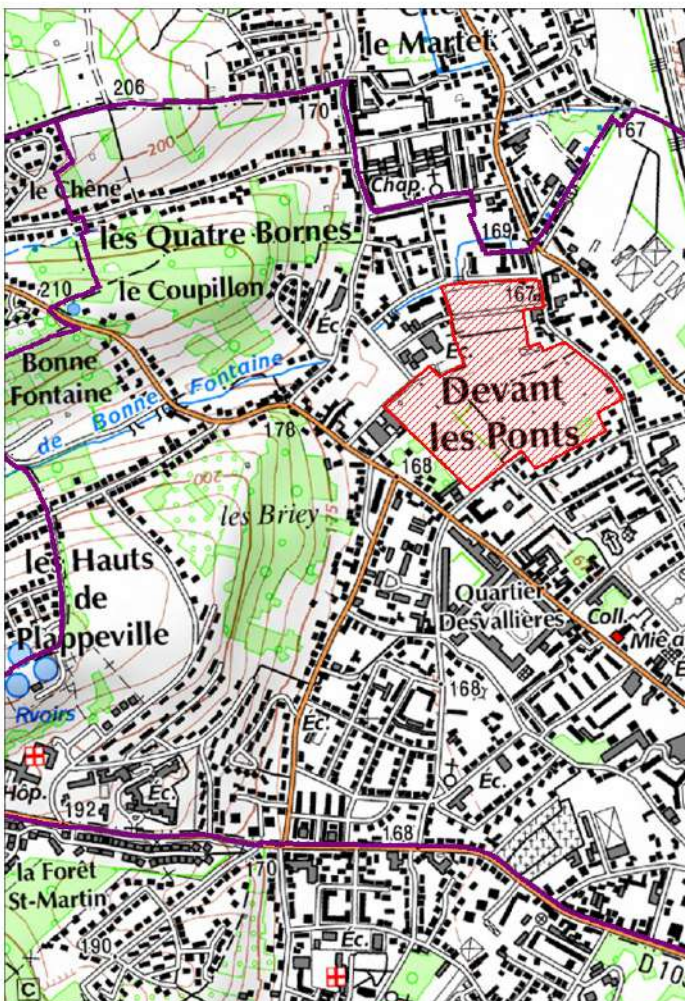 le Martet
206
170
167
200
Chap.
le Chêne
169
les Quatre Bornes
210
le Coupillon
167
Éc.
Bonne
Fontaine
de Bonne Fontaine
Devant
les Ponts
178
168
200
175
les Briey
les Hauts
de
Plappeville
Quartier
Desvallières
Coll.
168
Rvoirs
Éc.
Éc.
Hôp.
192
Éc.
168
170
la Forêt
St-Martin
190
Éc.
D 10
C